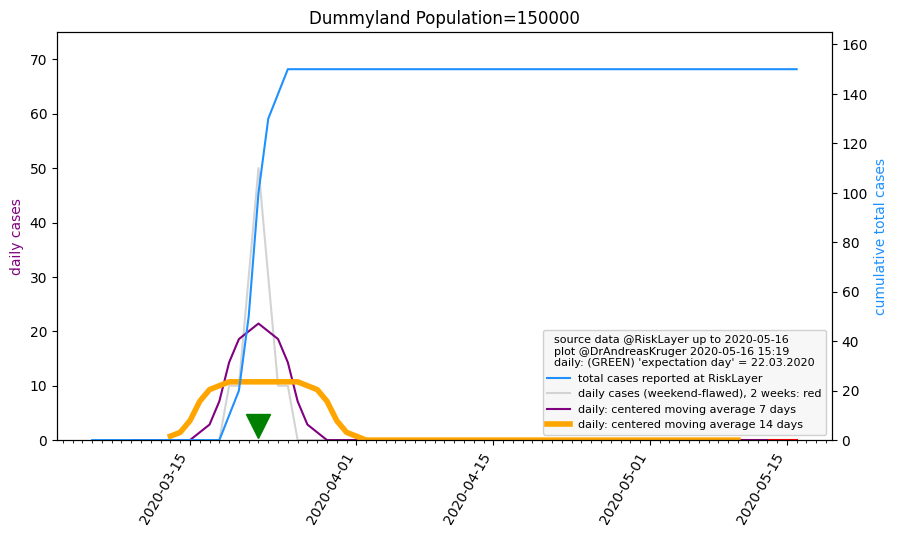 Dummyland Population=150000
70
60
50
40
30
20
10
0
daily cases
160
140
120
100
80
60
40
20
0
cumulative total cases
source data @RiskLayer up to 2020-05-16
plot @DrAndreasKruger 2020-05-16 15:19
daily: (GREEN) 'expectation day' = 22.03.2020
total cases reported at RiskLayer
daily cases (weekend-flawed), 2 weeks: red
daily: centered moving average 7 days
daily: centered moving average 14 days
2020-03-15
2020-04-01
2020-04-15
2020-05-01
2020-05-15